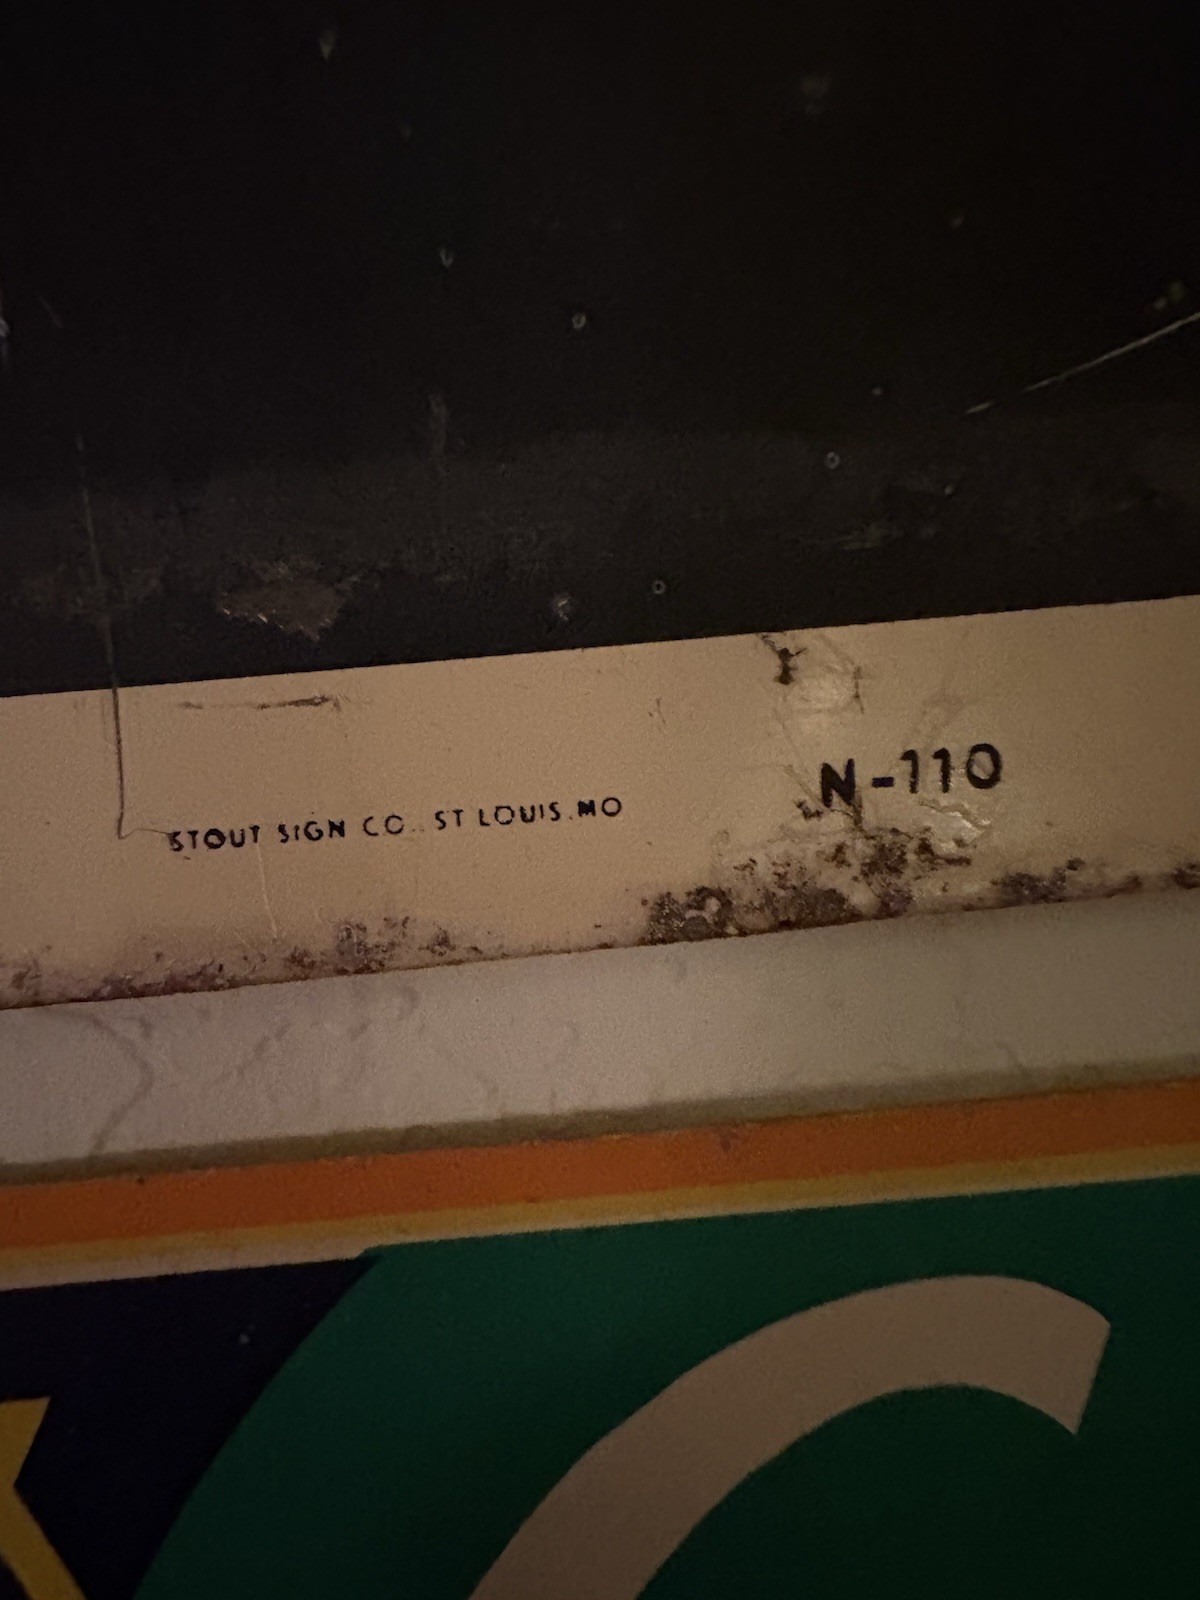 STOUT SIGN CO. ST LOUIS. MO
N-110